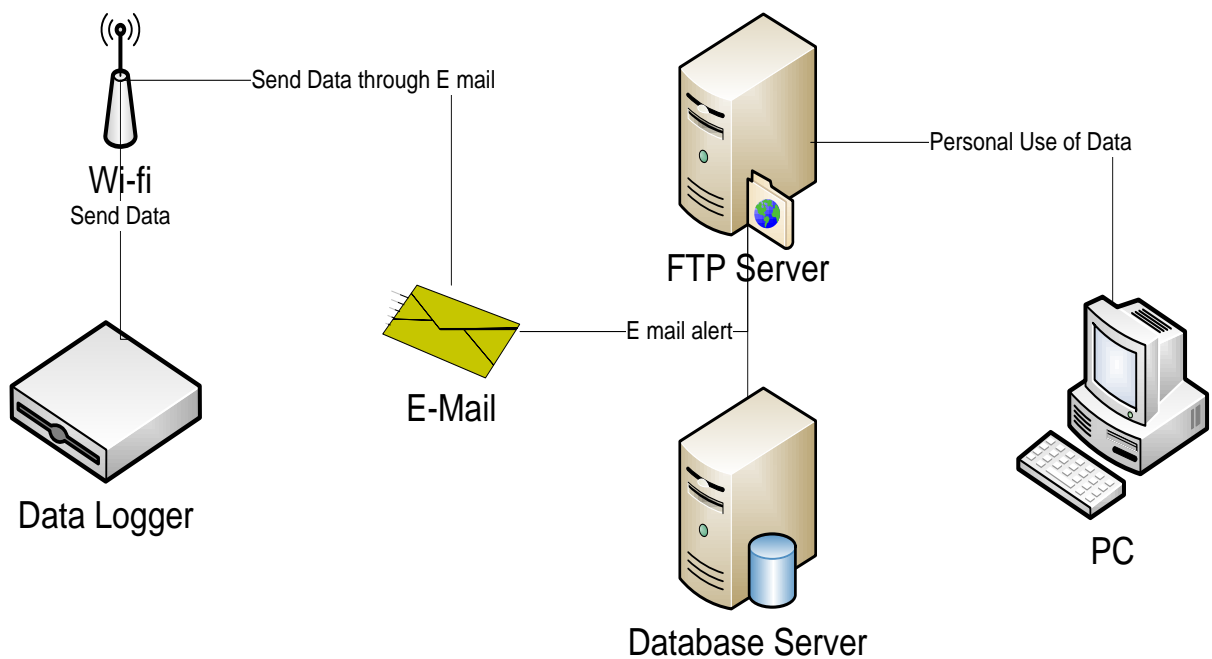 Send Data through E mail
Personal Use of Data
Wi-fi
Send Data
FTP Server
E mail alert
E-Mail
Data Logger
PC
Database Server